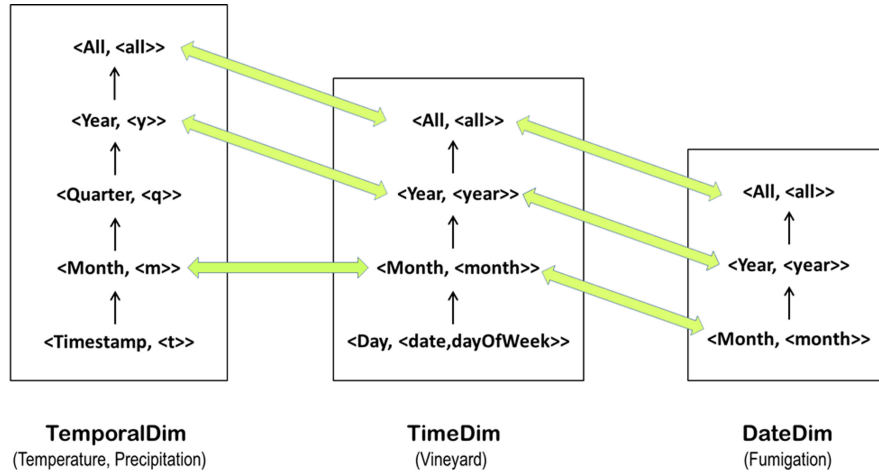 <All, <all>>
<Year, <y>>
<Quarter, <q>>
<Month, <m>>
<Timestamp, <t>>
TemporalDim
(Temperature, Precipitation)
<All, <all>>
<Year, <year>>
<Month, <month>>
<Day, <date,dayOfWeek>>
TimeDim
(Vineyard)
<All, <all>>
<Year, <year>>
<Month, <month>>
DateDim
(Fumigation)